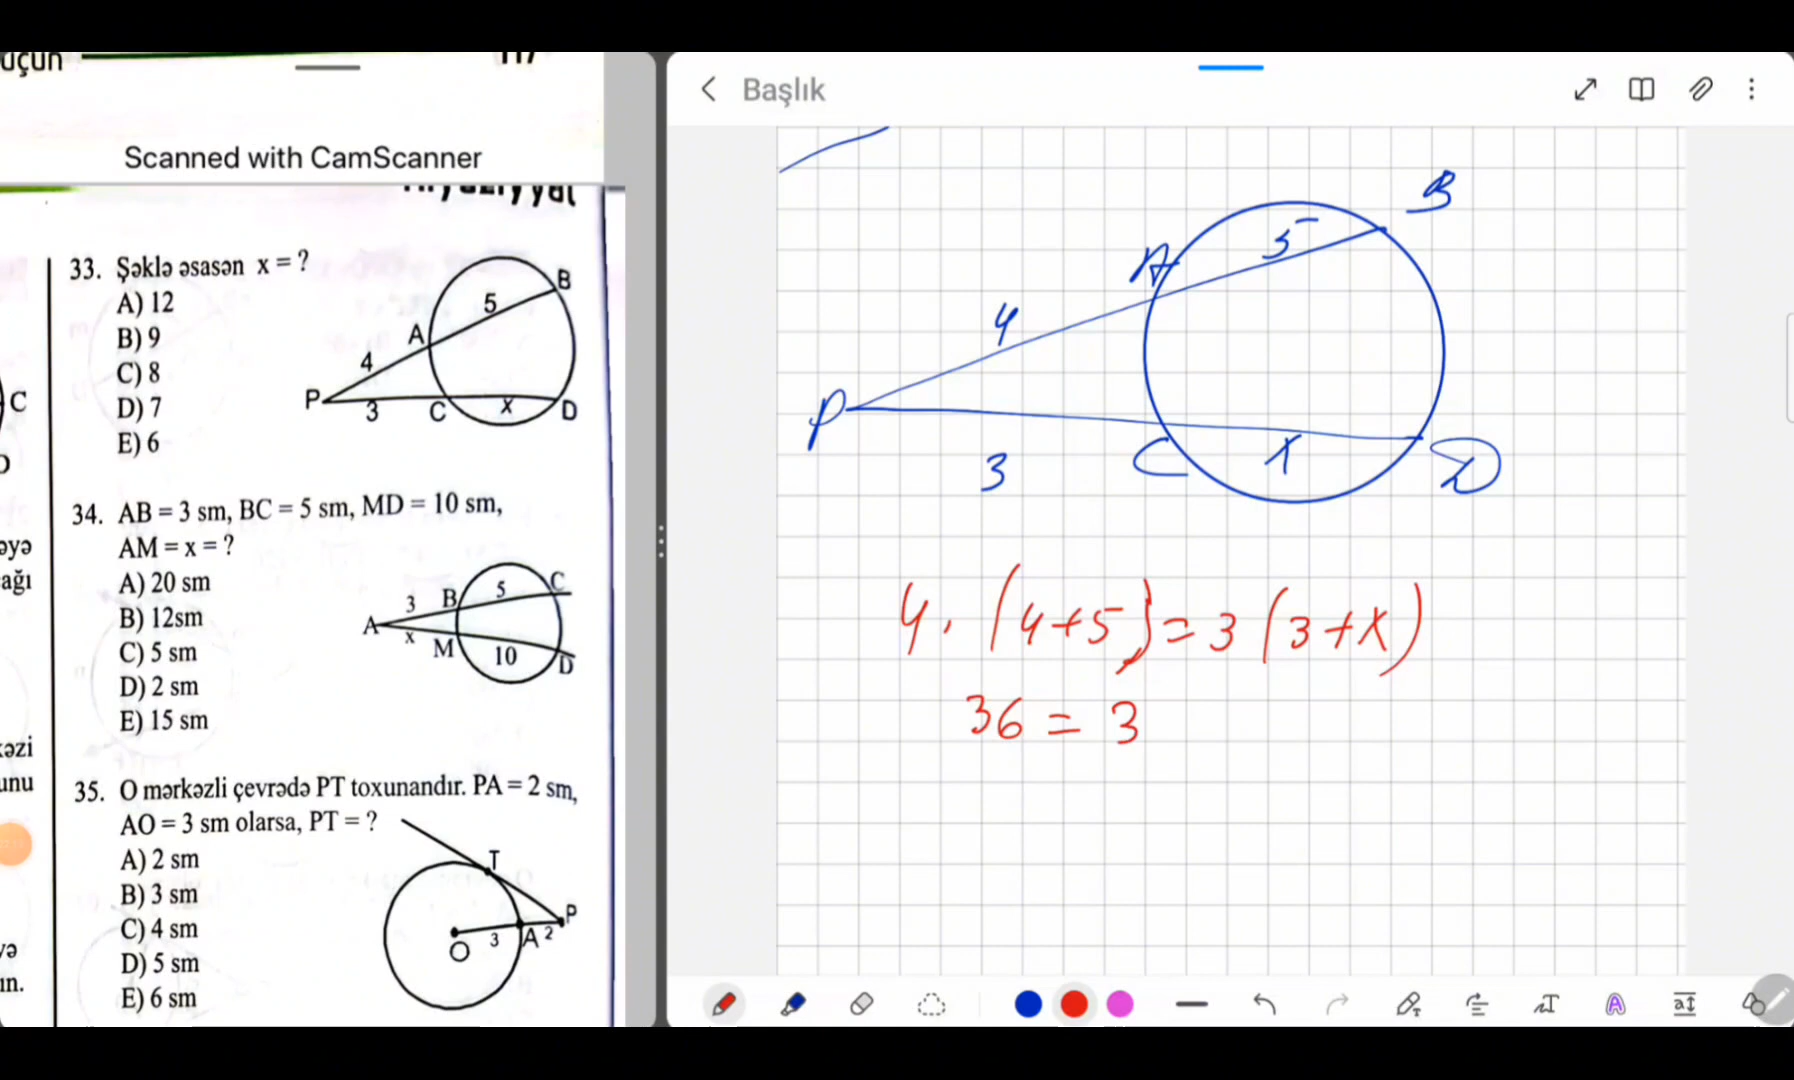 üçün
Scanned with CamScanner
33. Şəklə əsasən x = ?
A) 12
B) 9
C) 8
D) 7
E) 6
B
5
A
4
P
3
C
x
D
C
34. AB = 3 sm, BC = 5 sm, MD = 10 sm,
AM = x = ?
A) 20 sm
B) 12sm
C) 5 sm
D) 2 sm
E) 15 sm
3
B
5
C
A
x
M
10
D
ağı
35. O mərkəzli çevrədə PT toxunandır. PA = 2 sm,
AO = 3 sm olarsa, PT = ?
A) 2 sm
B) 3 sm
C) 4 sm
D) 5 sm
E) 6 sm
T
P
O
3
A
2
Başlık
B
5
A
4
P
3
C
x
D
4. (4+5) = 3 (3+x)
36 = 3